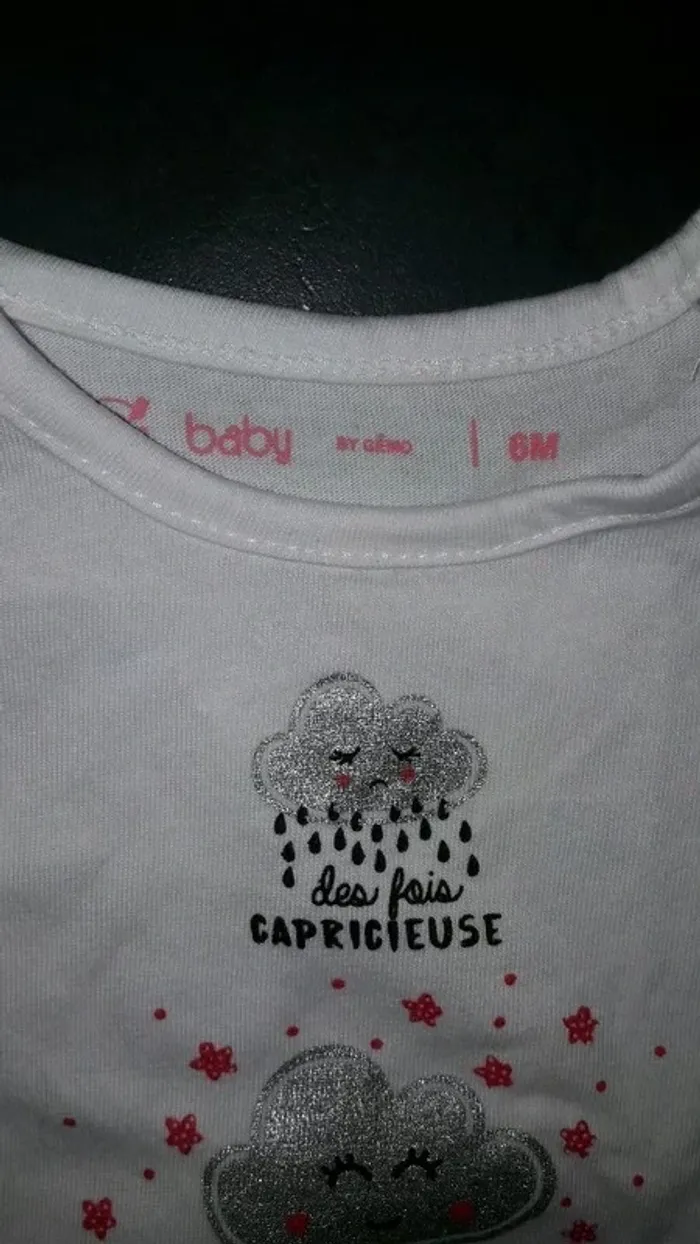 baby BY GÉMO | 6M
des fois
CAPRICIEUSE